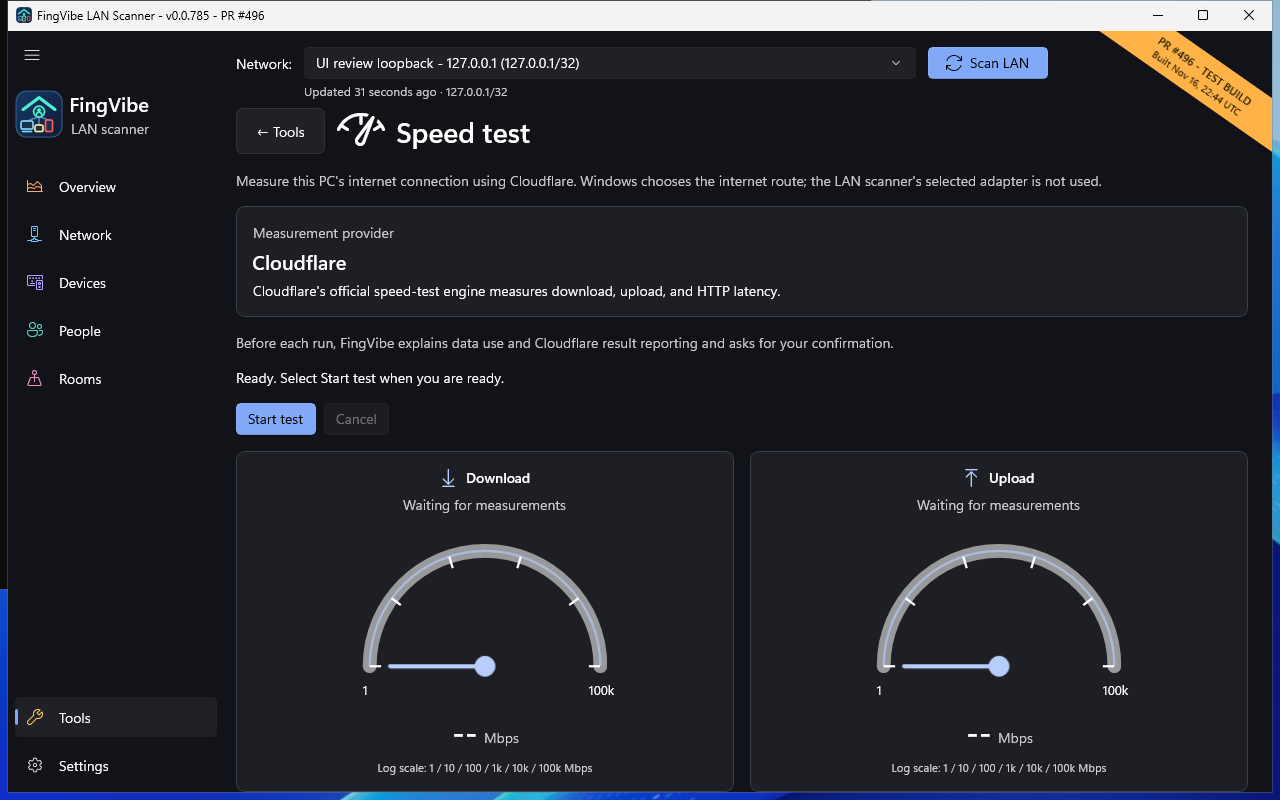 FingVibe LAN Scanner - v0.0.785 - PR #496
Network:
UI review loopback - 127.0.0.1 (127.0.0.1/32)
Scan LAN
Updated 31 seconds ago · 127.0.0.1/32
PR #496 - TEST BUILD
Built Nov 16, 22:44 UTC
FingVibe
LAN scanner
Overview
Network
Devices
People
Rooms
Tools
Settings
← Tools
Speed test
Measure this PC's internet connection using Cloudflare. Windows chooses the internet route; the LAN scanner's selected adapter is not used.
Measurement provider
Cloudflare
Cloudflare's official speed-test engine measures download, upload, and HTTP latency.
Before each run, FingVibe explains data use and Cloudflare result reporting and asks for your confirmation.
Ready. Select Start test when you are ready.
Start test
Cancel
Download
Waiting for measurements
1
100k
-- Mbps
Log scale: 1 / 10 / 100 / 1k / 10k / 100k Mbps
Upload
Waiting for measurements
1
100k
-- Mbps
Log scale: 1 / 10 / 100 / 1k / 10k / 100k Mbps